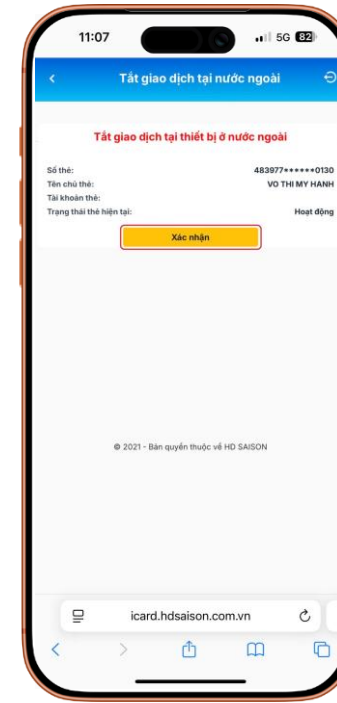 11:07 5G 82
Tắt giao dịch tại nước ngoài
Tắt giao dịch tại thiết bị ở nước ngoài
Số thẻ: 483977******0130
Tên chủ thẻ: VO THI MY HANH
Tài khoản thẻ:
Trạng thái thẻ hiện tại: Hoạt động
Xác nhận
© 2021 - Bản quyền thuộc về HD SAISON
icard.hdsaison.com.vn